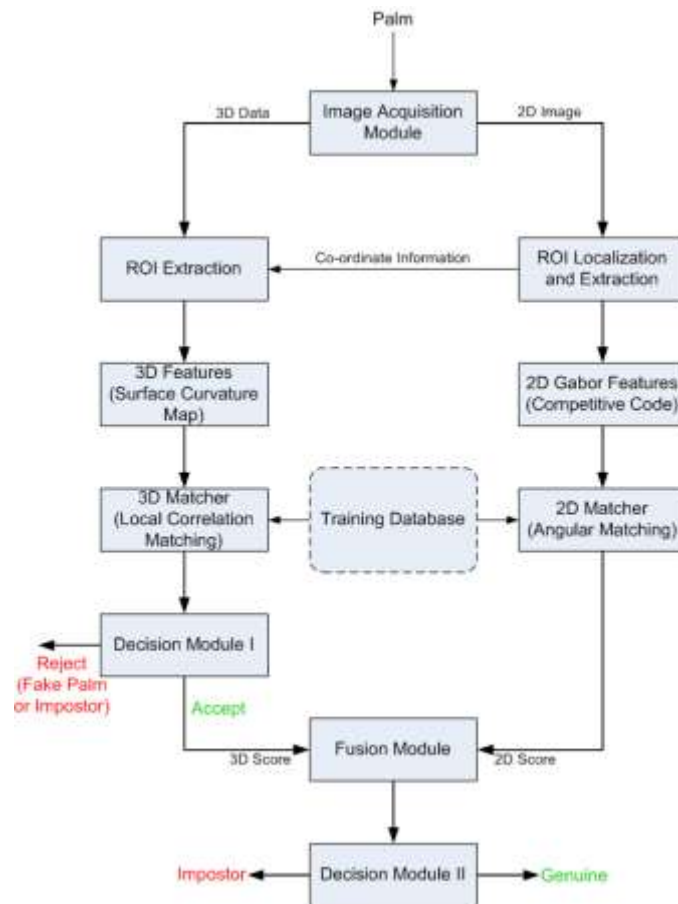 Palm
3D Data
Image Acquisition
Module
2D Image
ROI Extraction
Co-ordinate Information
ROI Localization
and Extraction
3D Features
(Surface Curvature
Map)
2D Gabor Features
(Competitive Code)
3D Matcher
(Local Correlation
Matching)
Training Database
2D Matcher
(Angular Matching)
Decision Module I
Reject
(Fake Palm
or Impostor)
Accept
3D Score
Fusion Module
2D Score
Impostor
Decision Module II
Genuine